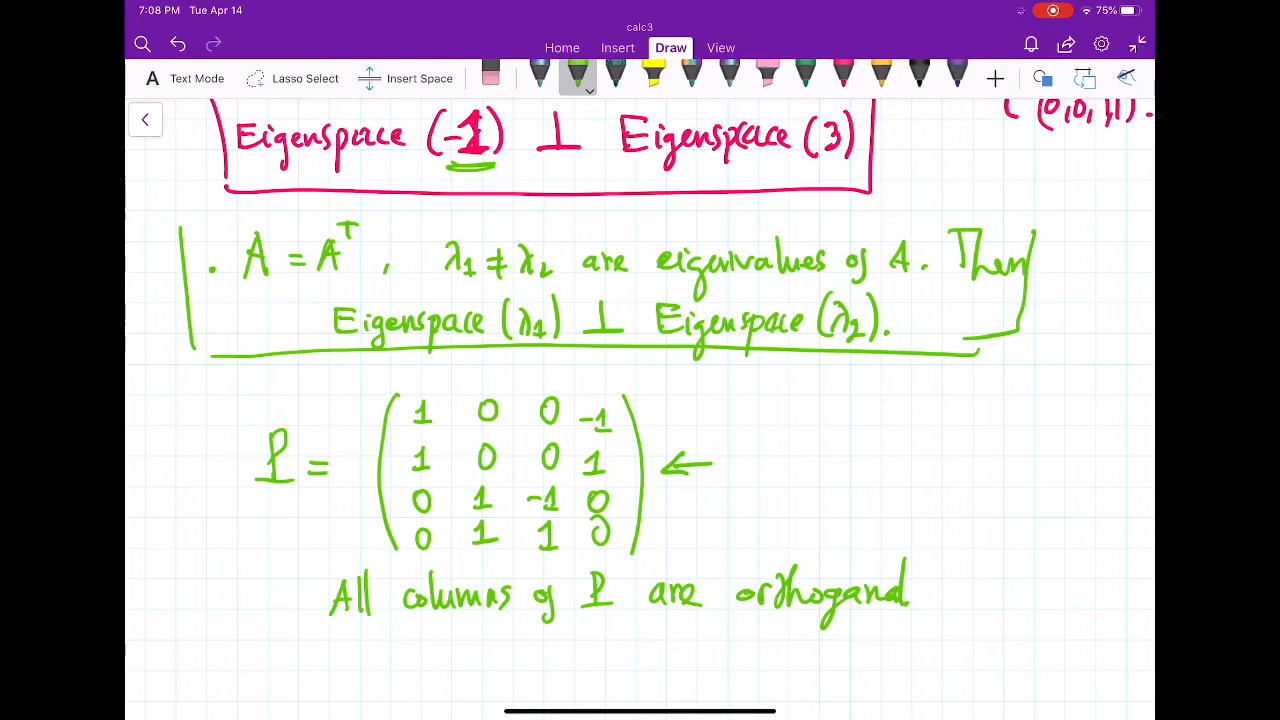 7:08 PM Tue Apr 14
75%
calc3
Home Insert Draw View
A Text Mode Lasso Select Insert Space
(0,0,1,1).
Eigenspace (-1) ⊥ Eigenspace (3)
. A = Aᵀ, λ1 ≠ λ2 are eigenvalues of A. Then
Eigenspace (λ1) ⊥ Eigenspace (λ2).
P = ( 1 0 0 -1
1 0 0 1 ←
0 1 -1 0
0 1 1 0 )
All columns of P are orthogonal